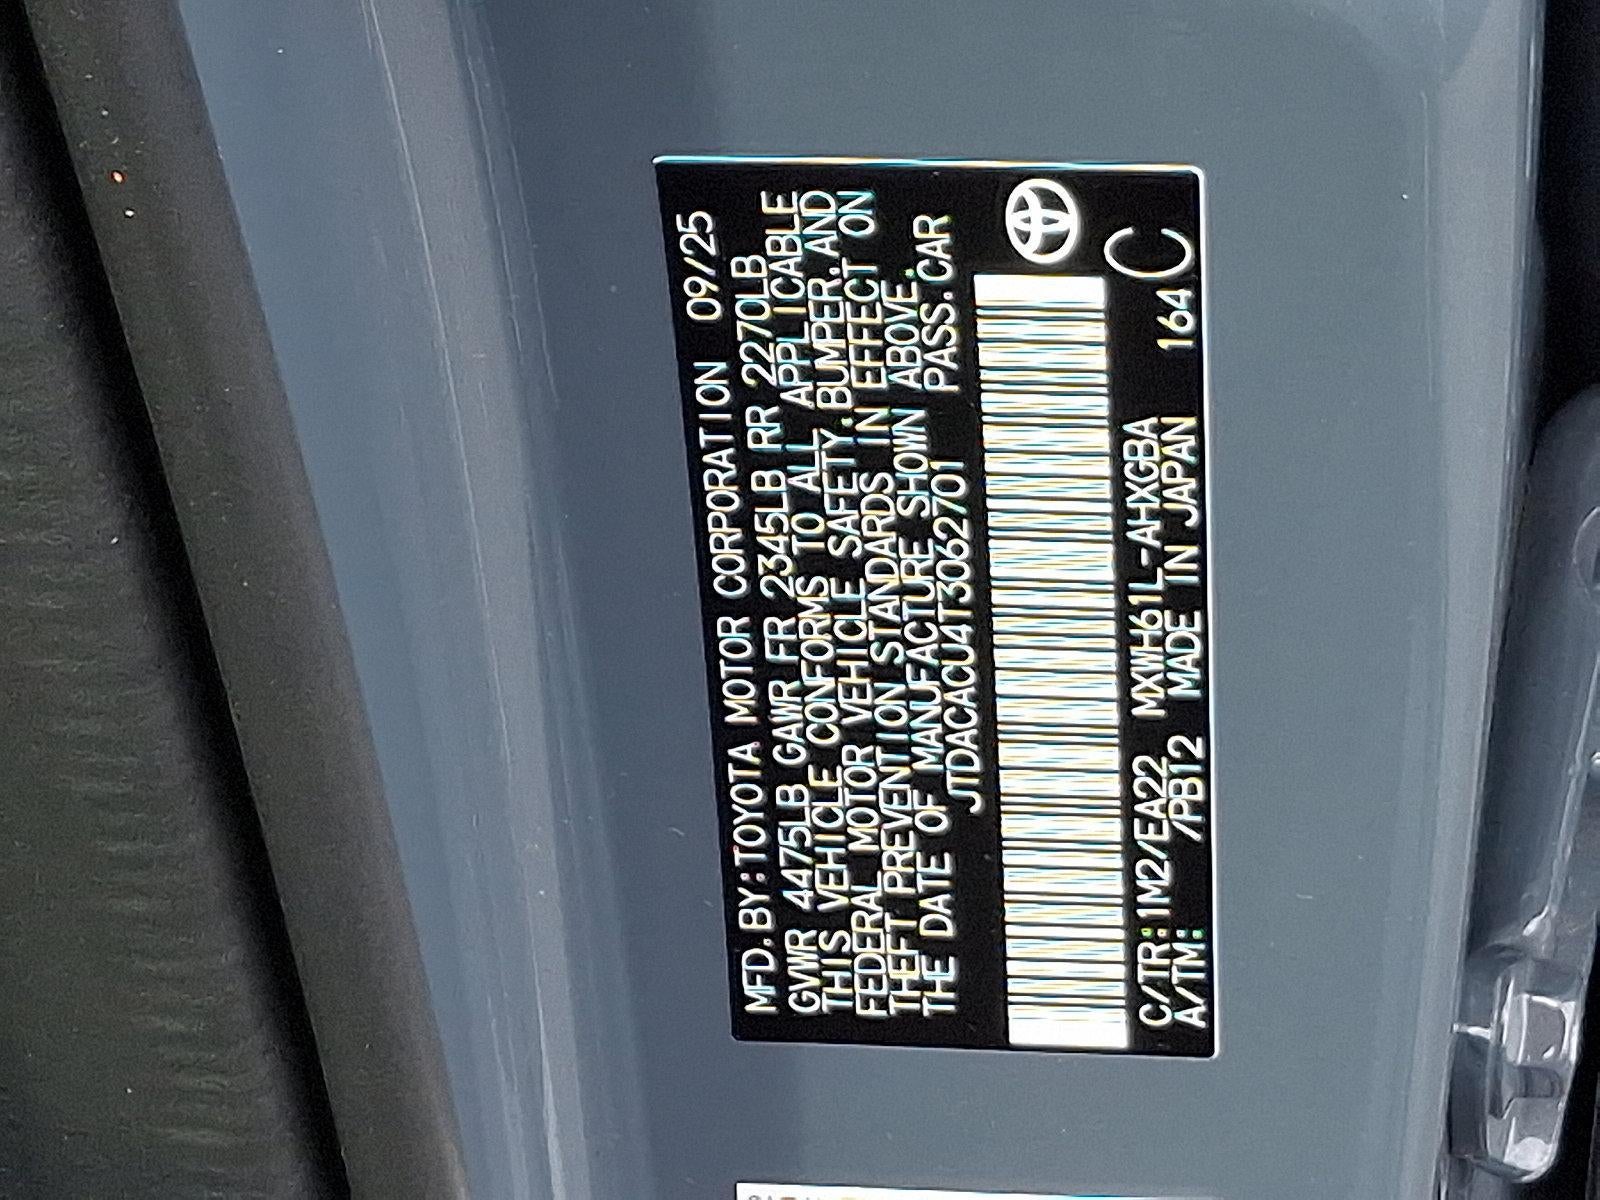 MFD.BY:TOYOTA MOTOR CORPORATION 09/25
GVWR 4475LB GAWR FR 2345LB RR 2270LB
THIS VEHICLE CONFORMS TO ALL APPLICABLE
FEDERAL MOTOR VEHICLE SAFETY,BUMPER,AND
THEFT PREVENTION STANDARDS IN EFFECT ON
THE DATE OF MANUFACTURE SHOWN ABOVE.
JTDACACU4T3062701 PASS.CAR
C/TR:1M2/EA22 MXWH61L-AHXGBA 164 C
A/TM: /PB12 MADE IN JAPAN